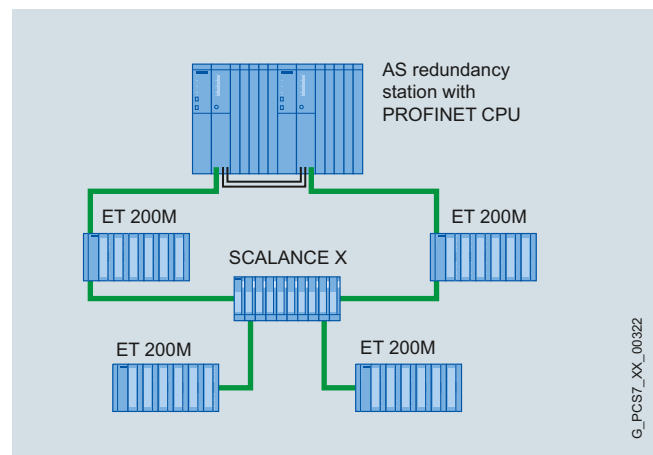 AS redundancy
station with
PROFINET CPU
ET 200M
ET 200M
SCALANCE X
ET 200M
ET 200M
G_PCS7_XX_00322